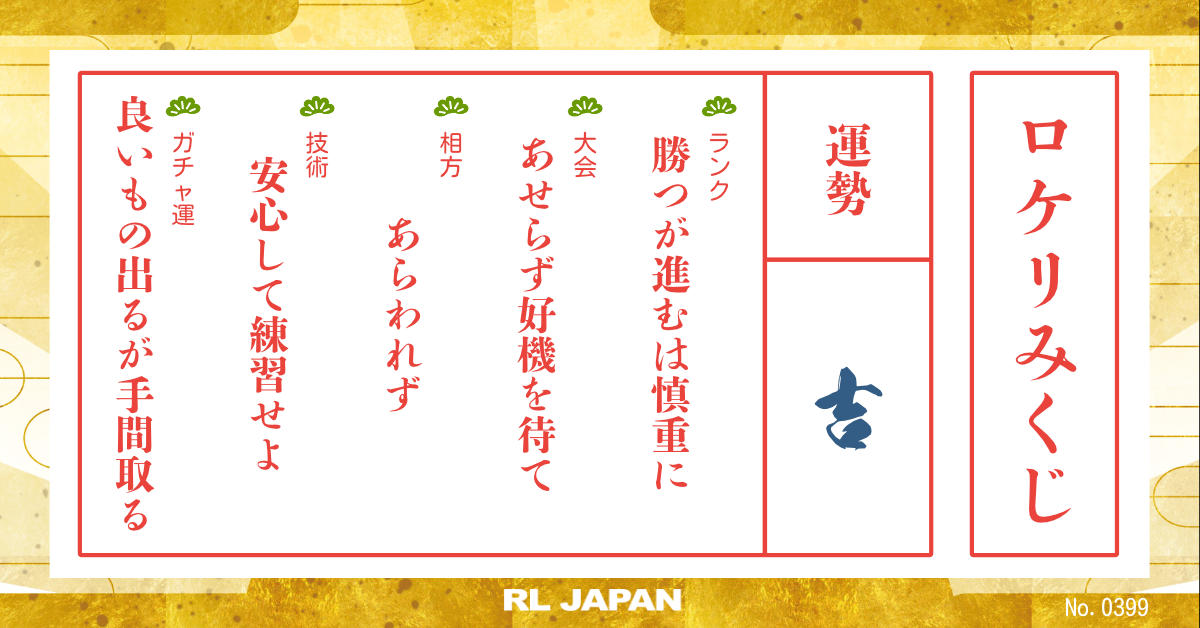 ロケリみくじ
運勢
吉
ランク
勝つが進むは慎重に
大会
あせらず好機を待て
相方
あらわれず
技術
安心して練習せよ
ガチャ運
良いもの出るが手間取る
RL JAPAN
No. 0399